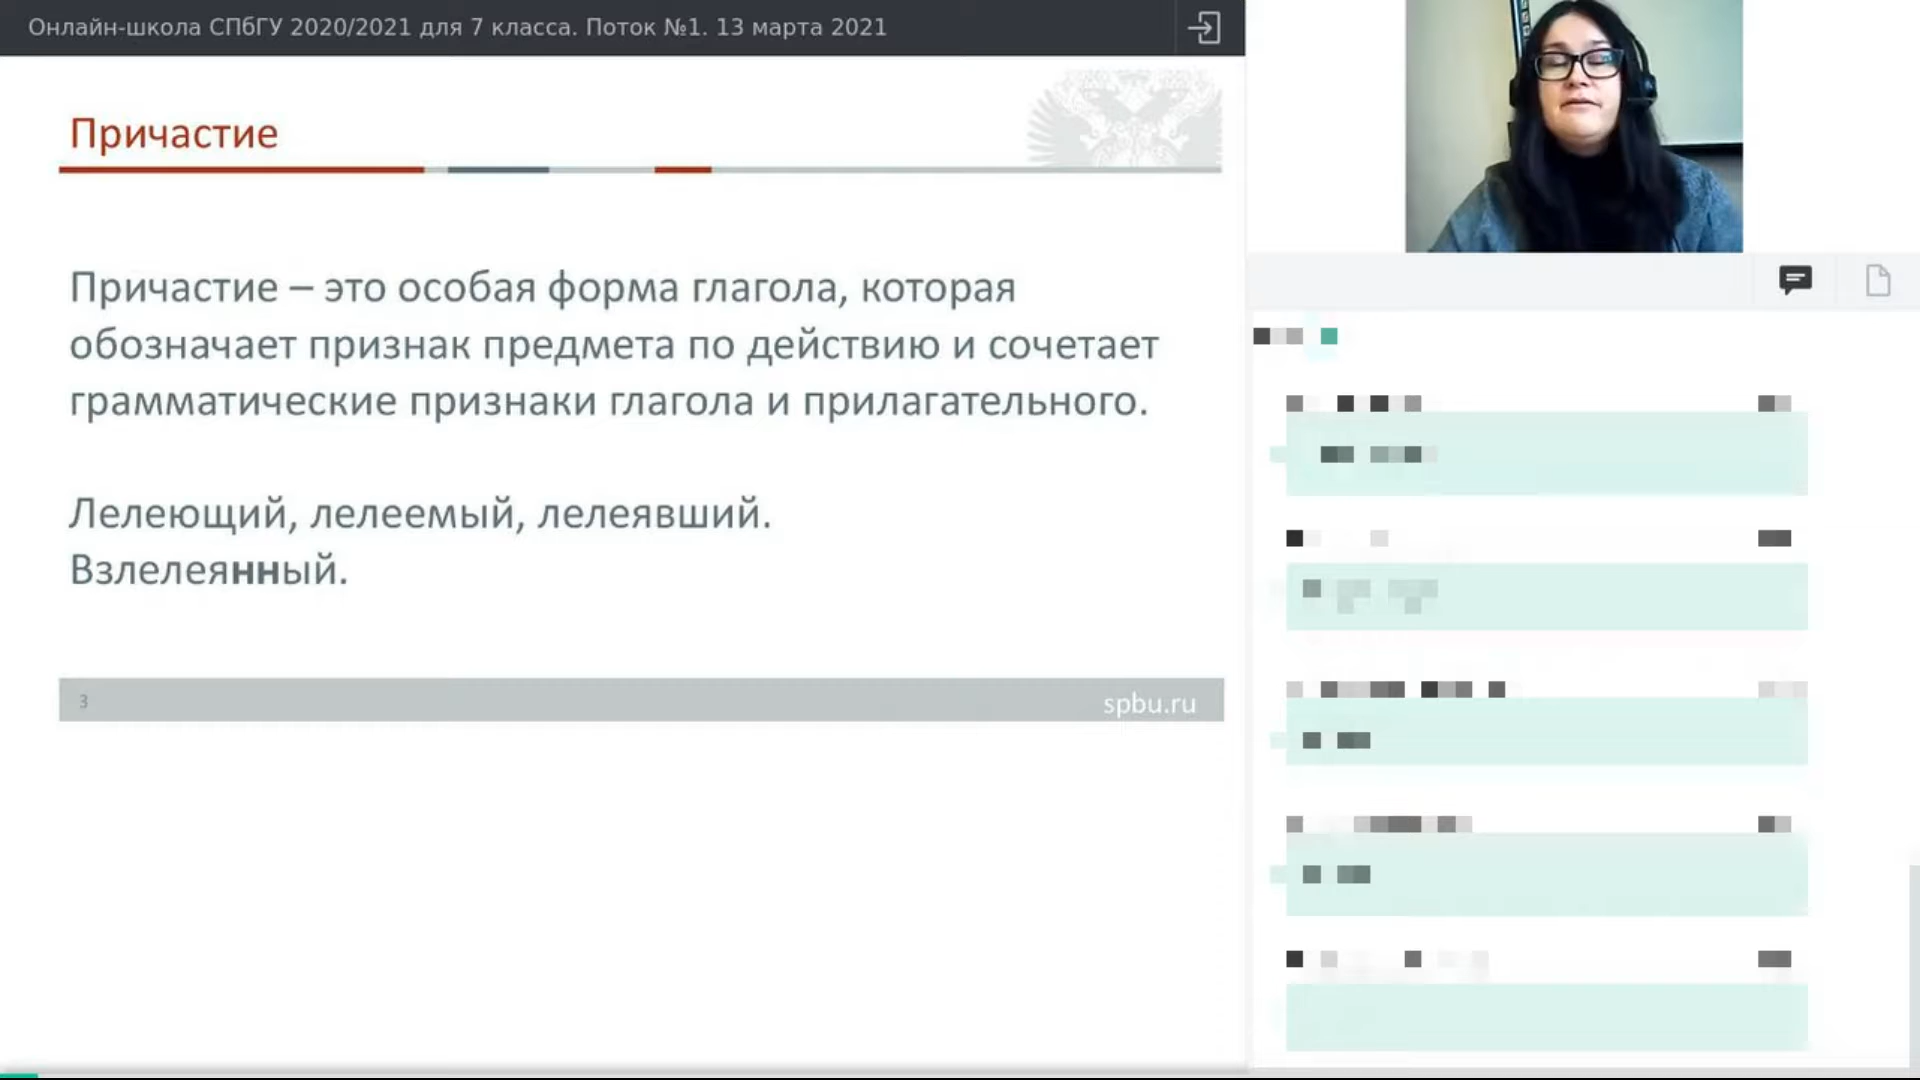 Онлайн-школа СПбГУ 2020/2021 для 7 класса. Поток №1. 13 марта 2021
Причастие
Причастие – это особая форма глагола, которая
обозначает признак предмета по действию и сочетает
грамматические признаки глагола и прилагательного.
Лелеющий, лелеемый, лелеявший.
Взлелеянный.
3
spbu.ru